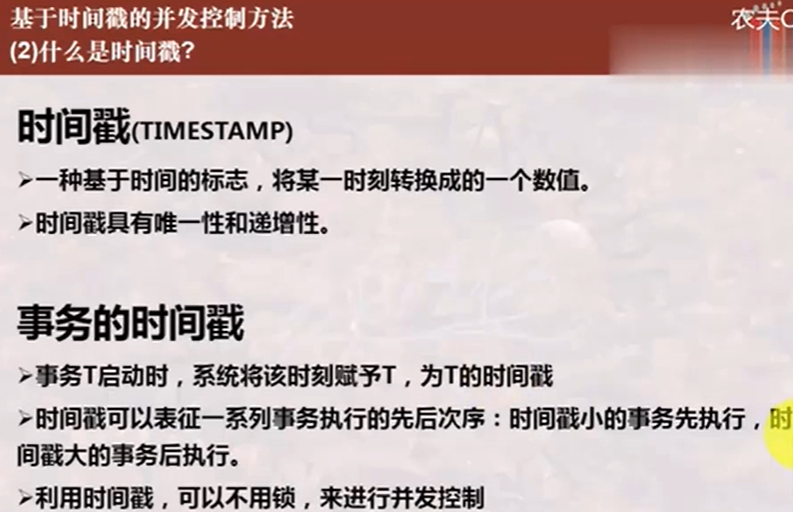 基于时间戳的并发控制方法
农夫C
(2)什么是时间戳?
时间戳(TIMESTAMP)
➢一种基于时间的标志，将某一时刻转换成的一个数值。
➢时间戳具有唯一性和递增性。
事务的时间戳
➢事务T启动时，系统将该时刻赋予T，为T的时间戳
➢时间戳可以表征一系列事务执行的先后次序：时间戳小的事务先执行，时
间戳大的事务后执行。
➢利用时间戳，可以不用锁，来进行并发控制